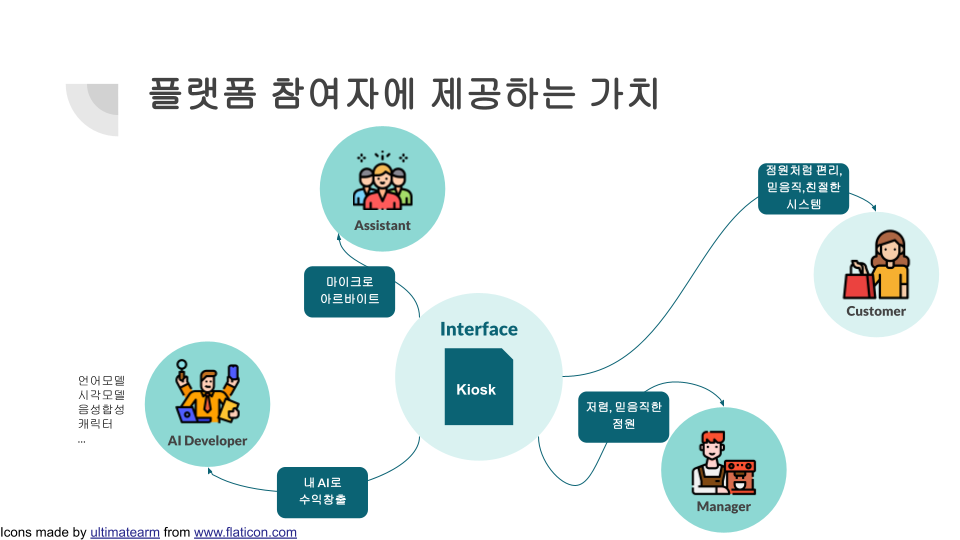 플랫폼 참여자에 제공하는 가치
Assistant
마이크로
아르바이트
점원처럼 편리,
믿음직,친절한
시스템
Customer
Interface
Kiosk
언어모델
시각모델
음성합성
캐릭터
...
AI Developer
내 AI로
수익창출
저렴, 믿음직한
점원
Manager
Icons made by ultimatearm from www.flaticon.com